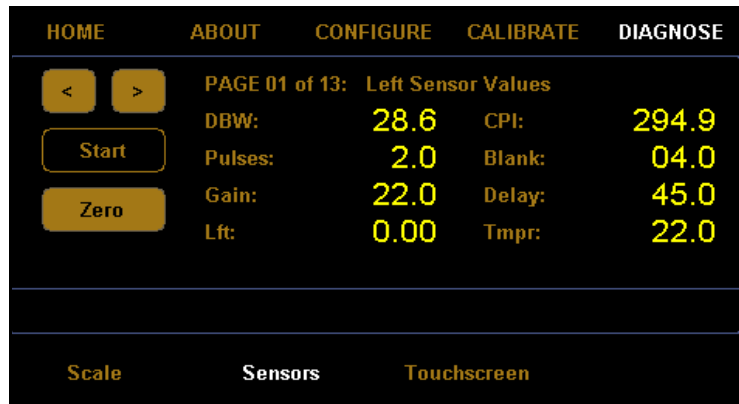 HOME ABOUT CONFIGURE CALIBRATE DIAGNOSE
< > PAGE 01 of 13: Left Sensor Values
DBW: 28.6 CPI: 294.9
Start Pulses: 2.0 Blank: 04.0
Zero Gain: 22.0 Delay: 45.0
Lft: 0.00 Tmpr: 22.0
Scale Sensors Touchscreen